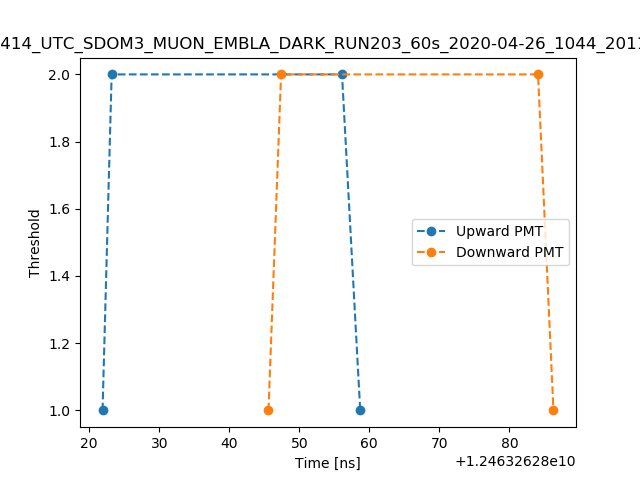 414_UTC_SDOM3_MUON_EMBLA_DARK_RUN203_60s_2020-04-26_1044_2011
2.0
1.8
1.6
1.4
1.2
1.0
Threshold
Upward PMT
Downward PMT
20 30 40 50 60 70 80
Time [ns]
+1.24632628e10